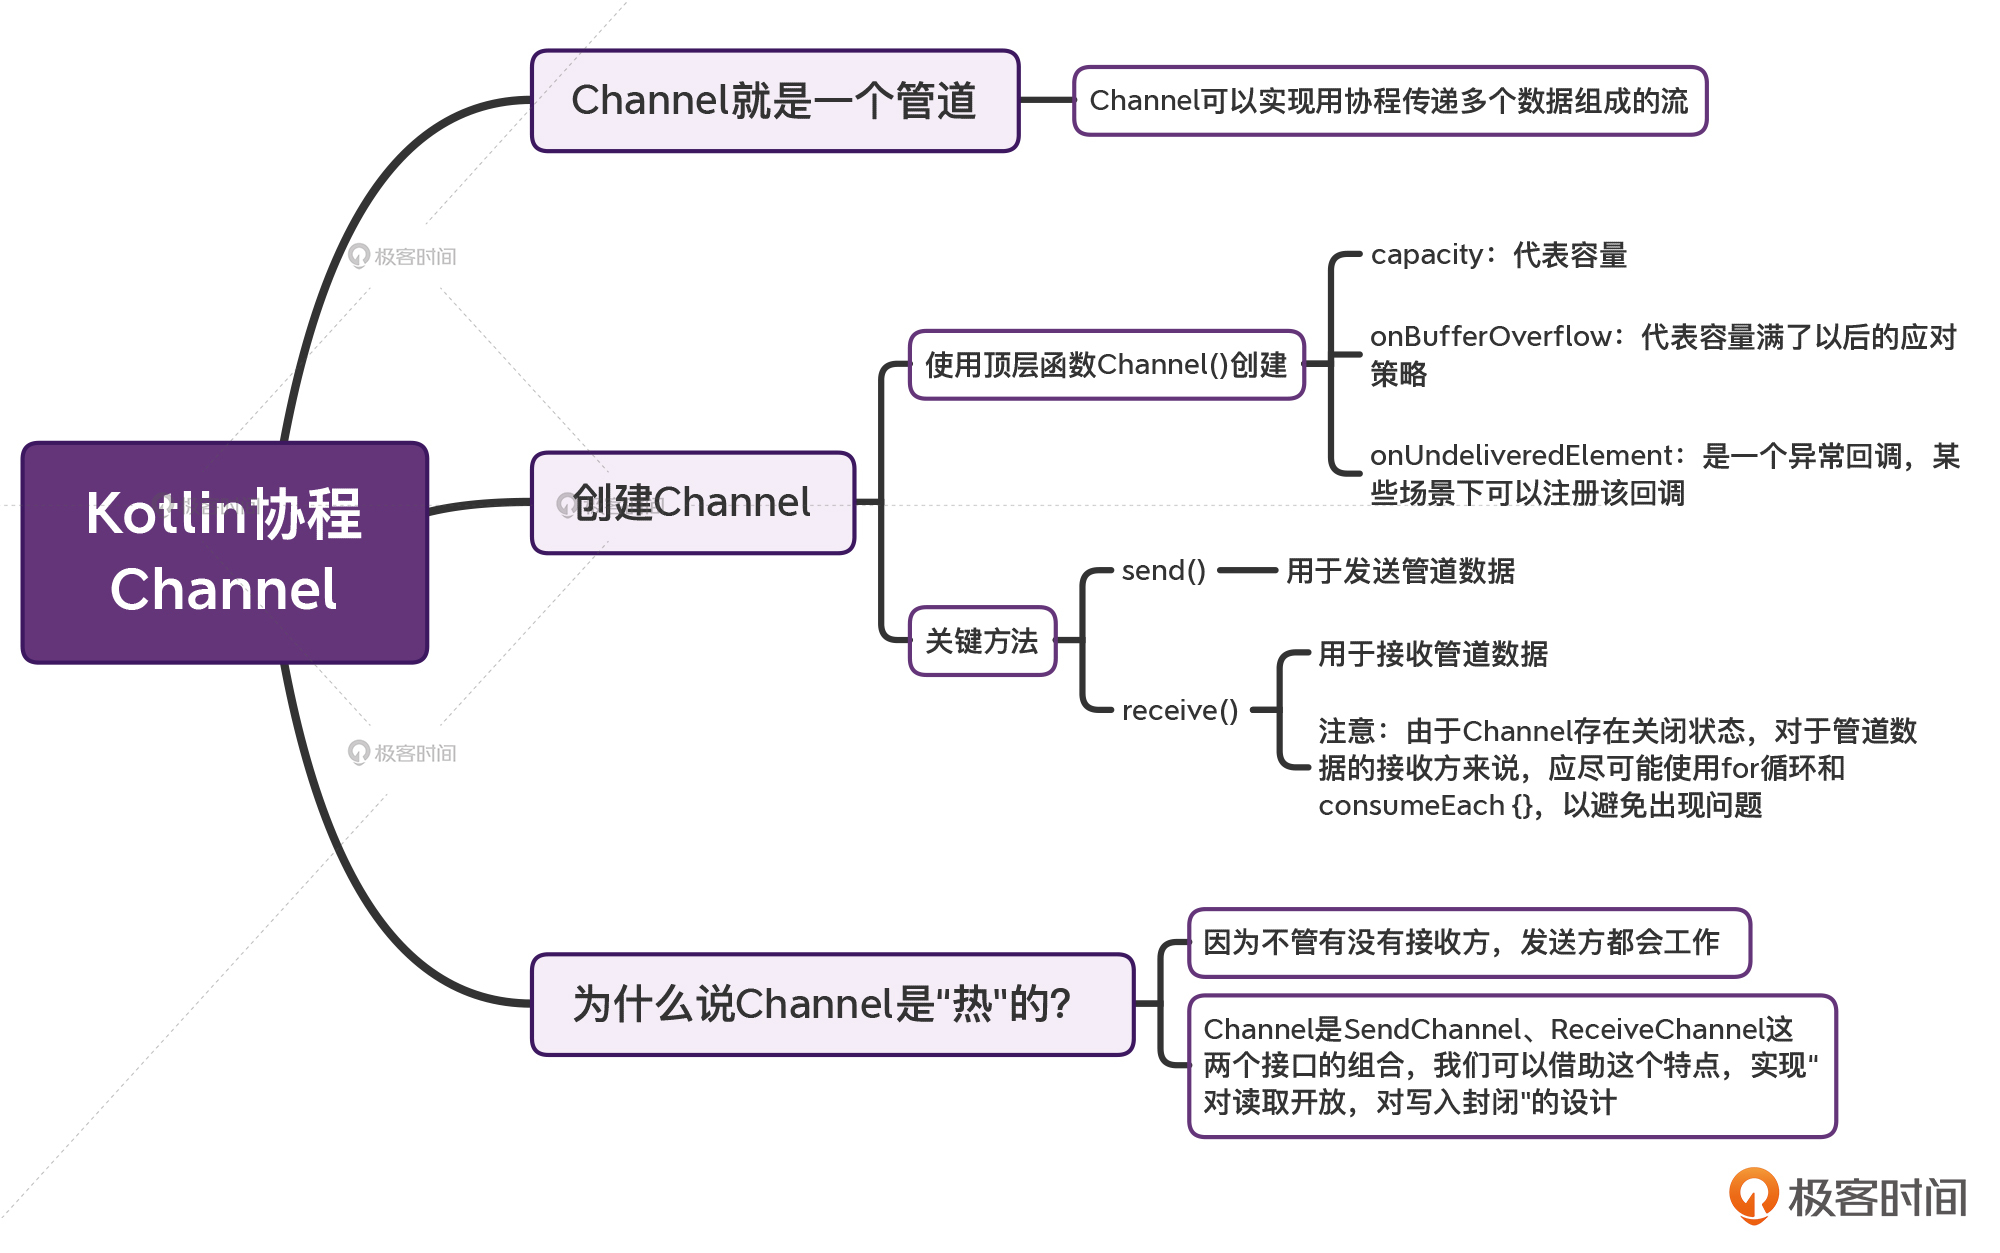 Channel就是一个管道
Channel可以实现用协程传递多个数据组成的流
极客时间
capacity：代表容量
onBufferOverflow：代表容量满了以后的应对
策略
使用顶层函数Channel()创建
onUndeliveredElement：是一个异常回调，某
些场景下可以注册该回调
Kotlin协程
Channel
极客时间
创建Channel
极客时间
send()
用于发送管道数据
关键方法
用于接收管道数据
receive()
注意：由于Channel存在关闭状态，对于管道数
据的接收方来说，应尽可能使用for循环和
consumeEach {}，以避免出现问题
极客时间
因为不管有没有接收方，发送方都会工作
为什么说Channel是“热"的？
Channel是SendChannel、ReceiveChannel这
两个接口的组合，我们可以借助这个特点，实现“
对读取开放，对写入封闭"的设计
极客时间